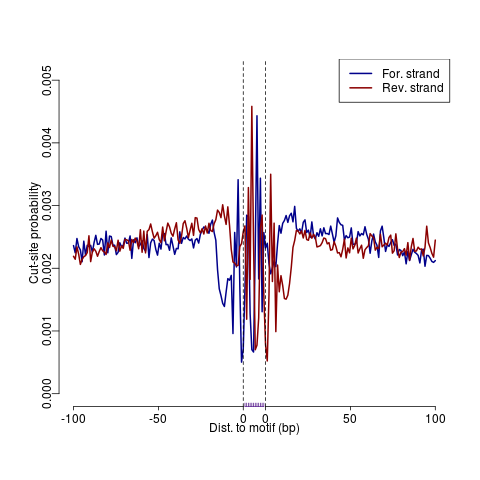 For. strand
Rev. strand
Cut-site probability
0.005
0.004
0.003
0.002
0.001
0.000
-100 -50 0 0 50 100
Dist. to motif (bp)